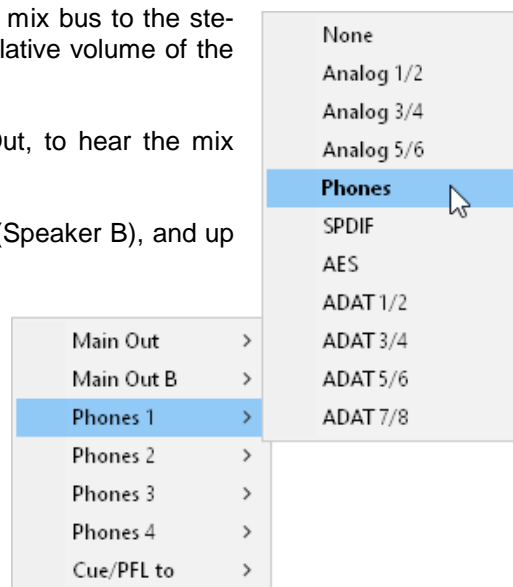 mix bus to the ste-
lative volume of the
Out, to hear the mix
(Speaker B), and up
None
Analog 1/2
Analog 3/4
Analog 5/6
Phones
SPDIF
AES
ADAT 1/2
ADAT 3/4
ADAT 5/6
ADAT 7/8
Main Out >
Main Out B >
Phones 1 >
Phones 2 >
Phones 3 >
Phones 4 >
Cue/PFL to >